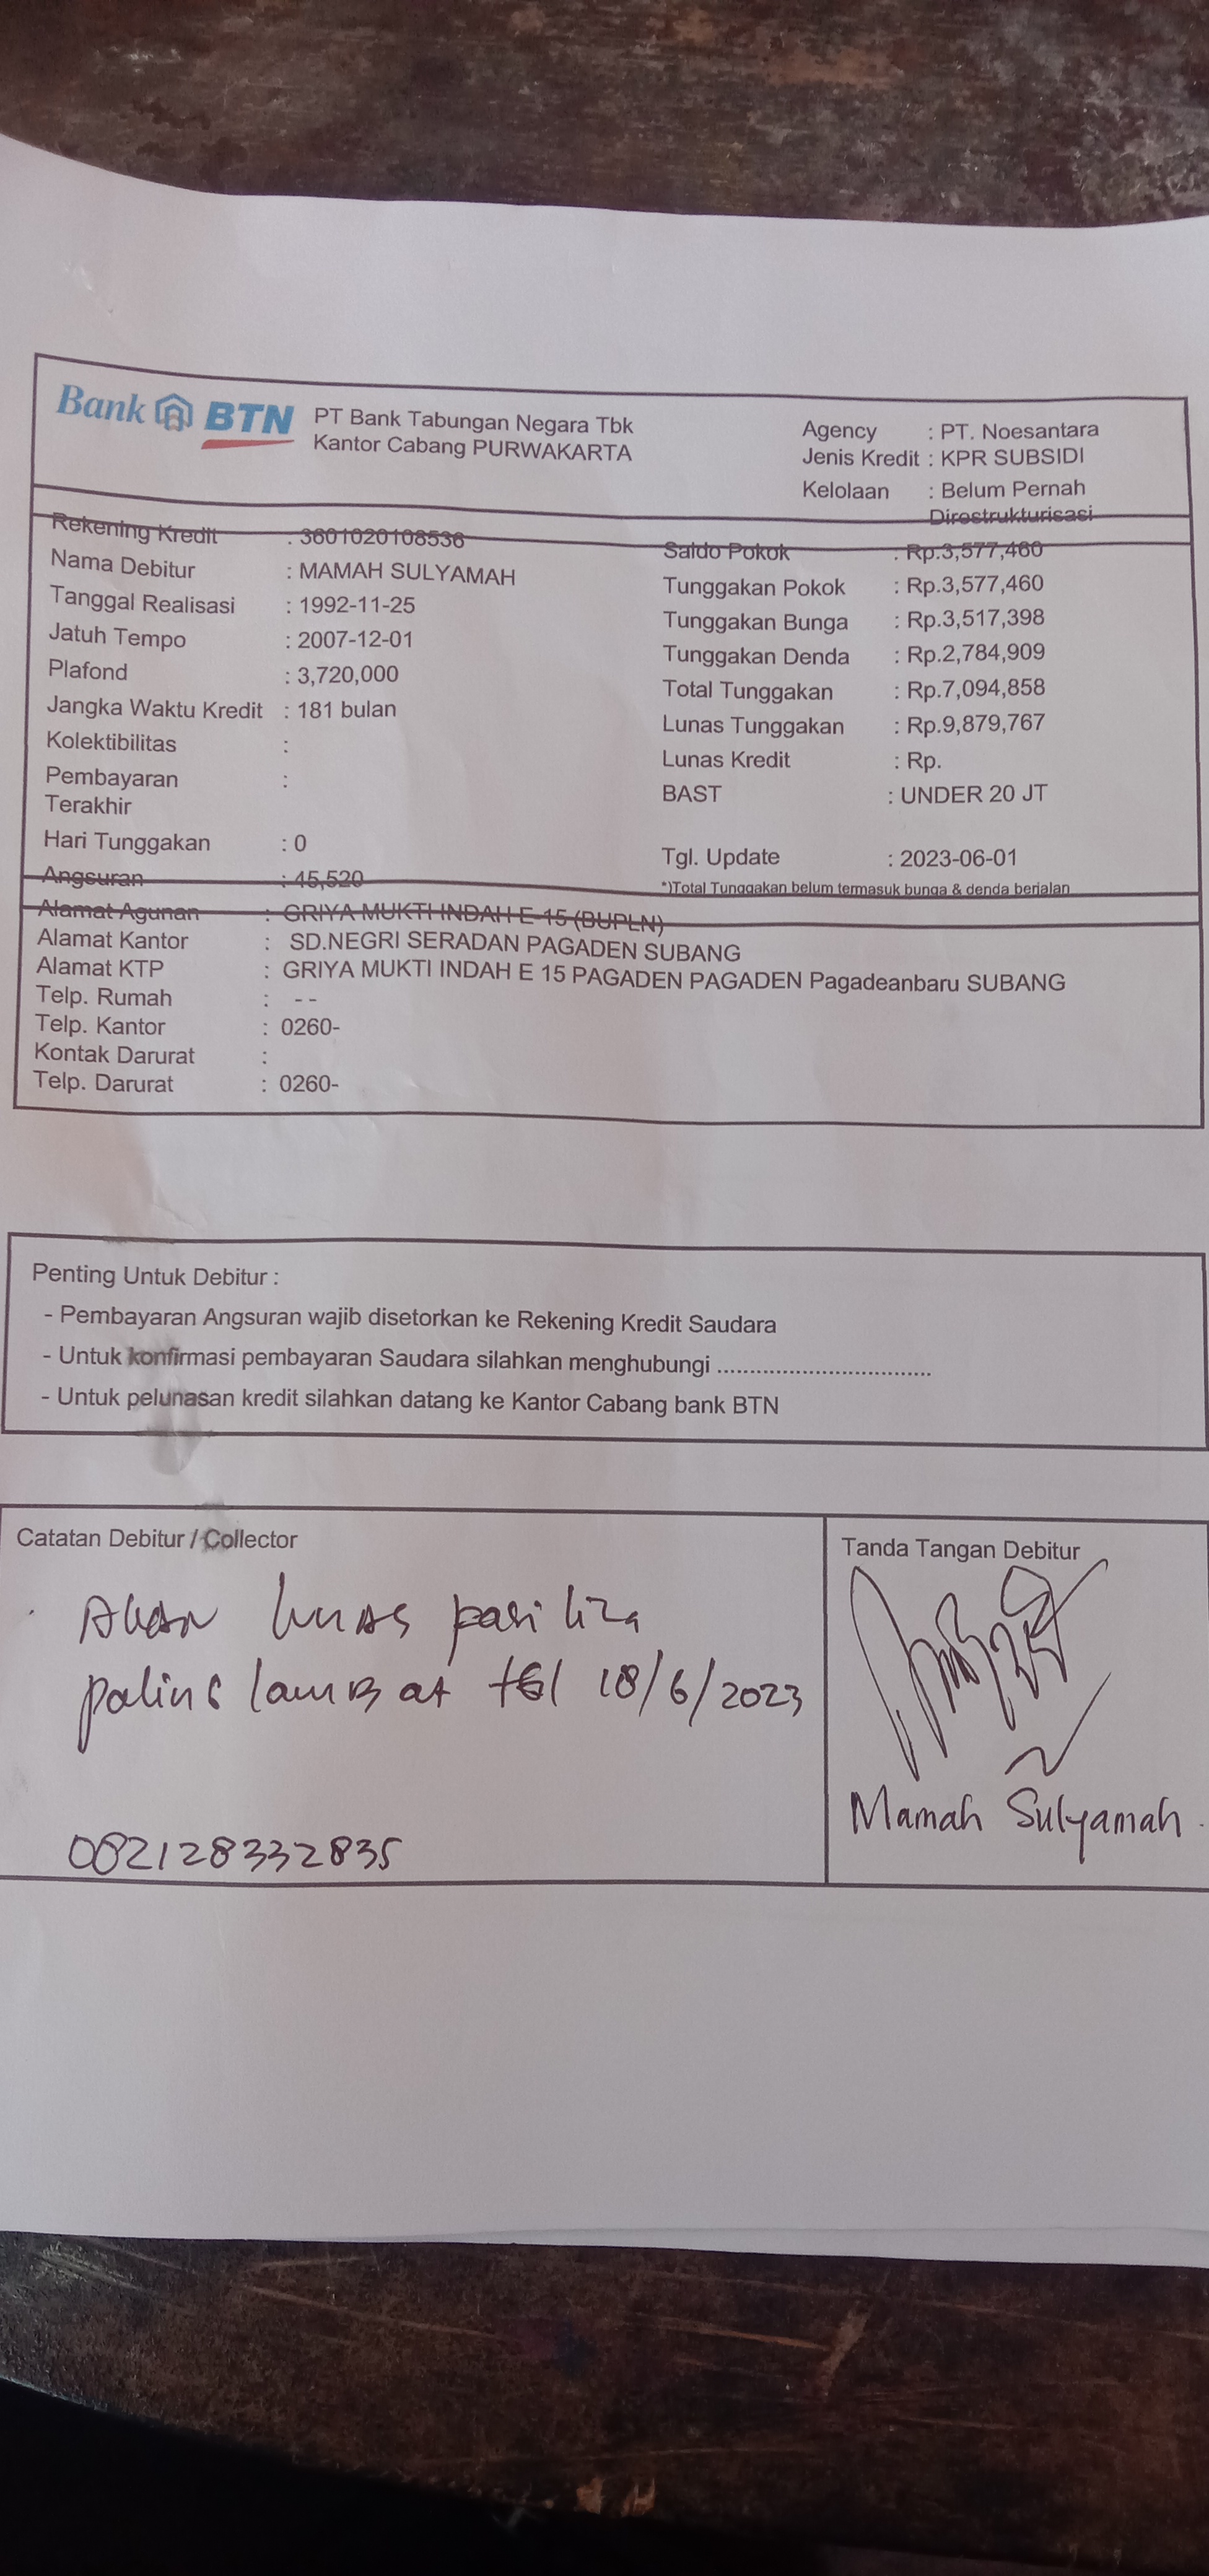 Bank BTN PT Bank Tabungan Negara Tbk
Kantor Cabang PURWAKARTA
Agency : PT. Noesantara
Jenis Kredit : KPR SUBSIDI
Kelolaan : Belum Pernah
Direstrukturisasi
Rekening Kredit : 3601020108536
Nama Debitur : MAMAH SULYAMAH
Tanggal Realisasi : 1992-11-25
Jatuh Tempo : 2007-12-01
Plafond : 3,720,000
Jangka Waktu Kredit : 181 bulan
Kolektibilitas :
Pembayaran :
Terakhir
Hari Tunggakan : 0
Angsuran : 45,520
Saldo Pokok : Rp.3,577,460
Tunggakan Pokok : Rp.3,577,460
Tunggakan Bunga : Rp.3,517,398
Tunggakan Denda : Rp.2,784,909
Total Tunggakan : Rp.7,094,858
Lunas Tunggakan : Rp.9,879,767
Lunas Kredit : Rp.
BAST : UNDER 20 JT
Tgl. Update : 2023-06-01
*)Total Tunggakan belum termasuk bunga & denda berjalan
Alamat Agunan : GRIYA MUKTI INDAH E-15 (BUPLN)
Alamat Kantor : SD.NEGRI SERADAN PAGADEN SUBANG
Alamat KTP : GRIYA MUKTI INDAH E 15 PAGADEN PAGADEN Pagadeanbaru SUBANG
Telp. Rumah : - -
Telp. Kantor : 0260-
Kontak Darurat :
Telp. Darurat : 0260-
Penting Untuk Debitur :
- Pembayaran Angsuran wajib disetorkan ke Rekening Kredit Saudara
- Untuk konfirmasi pembayaran Saudara silahkan menghubungi ................................
- Untuk pelunasan kredit silahkan datang ke Kantor Cabang bank BTN
Catatan Debitur / Collector
Akan lunas
paling lambat tgl 18/6/2023
082128332835
Tanda Tangan Debitur
Mamah Sulyamah